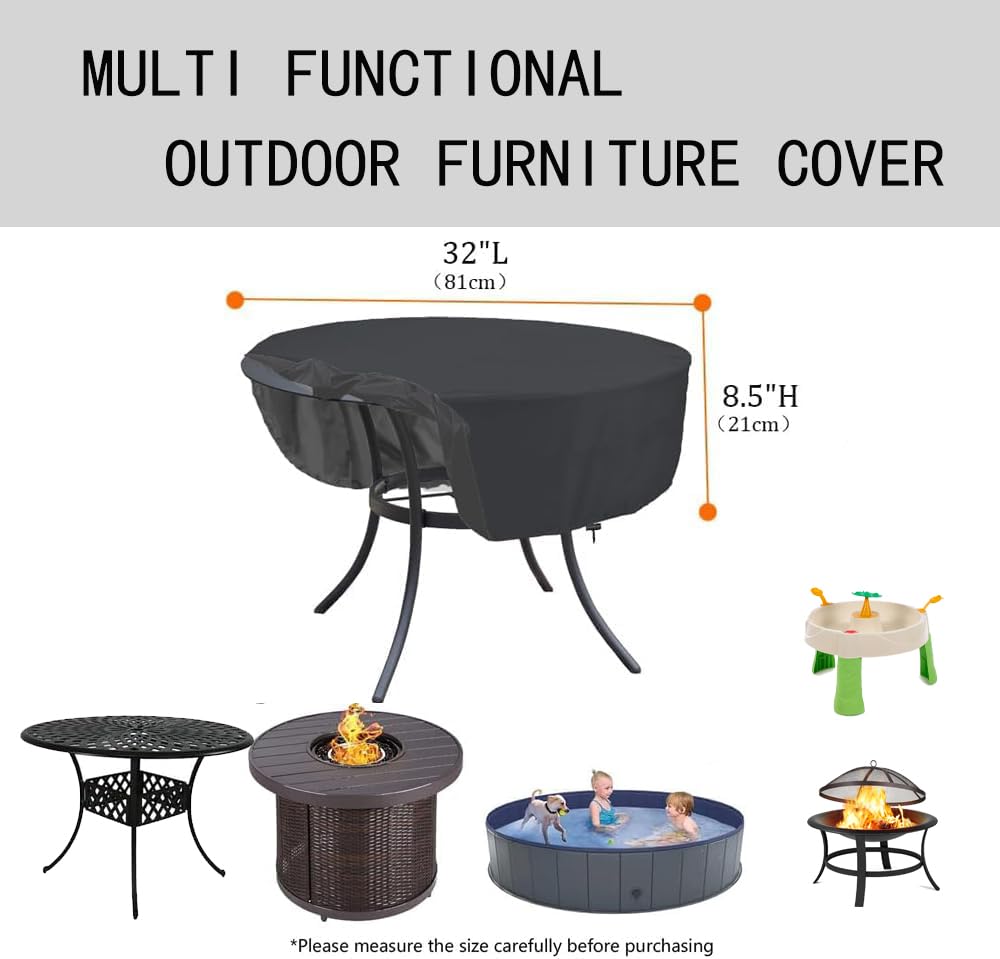 MULTI FUNCTIONAL
OUTDOOR FURNITURE COVER
32"L
(81cm)
8.5"H
(21cm)
*Please measure the size carefully before purchasing